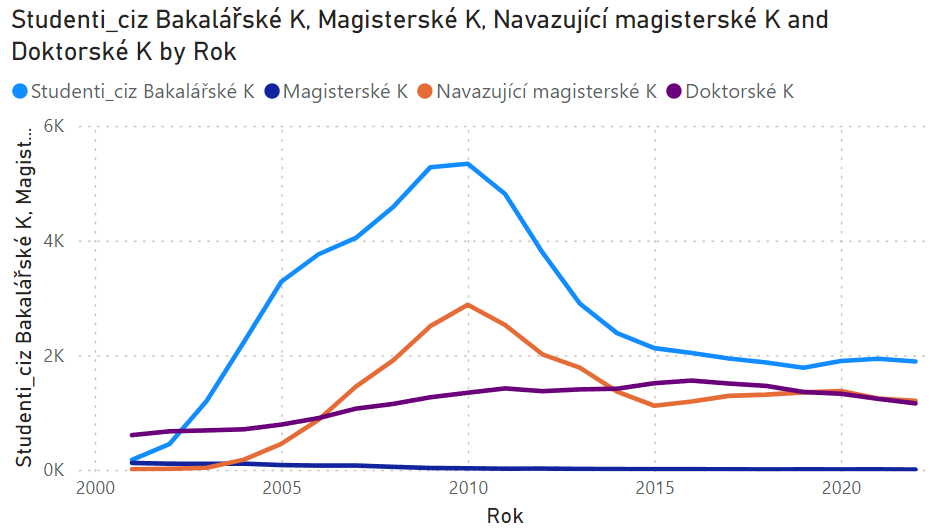 Studenti_ciz Bakalářské K, Magisterské K, Navazující magisterské K and
Doktorské K by Rok
Studenti_ciz Bakalářské K Magisterské K Navazující magisterské K Doktorské K
6K
4K
2K
0K
Studenti_ciz Bakalářské K, Magist...
2000 2005 2010 2015 2020
Rok